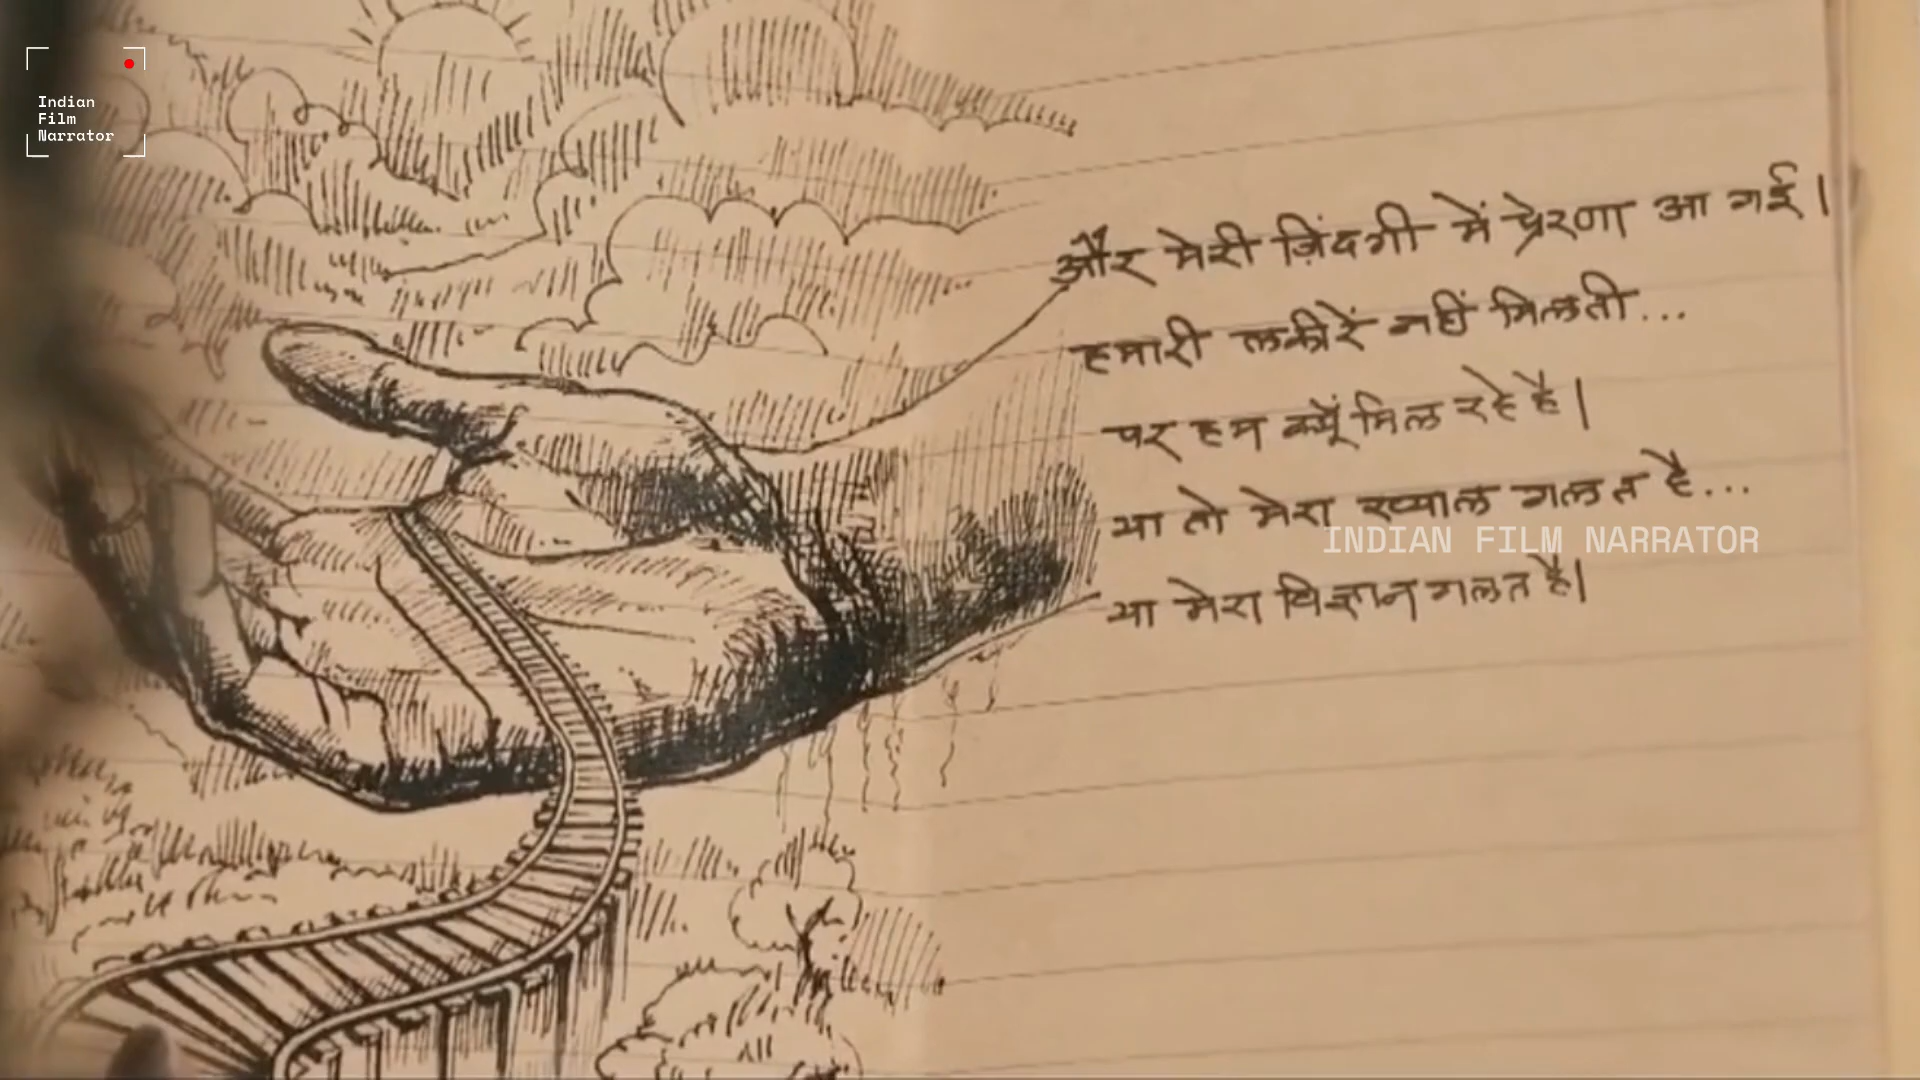 Indian
Film
Narrator
और मेरी ज़िंदगी में प्रेरणा आ गई।
हमारी लकीरें नहीं मिलती...
पर हम क्यूँ मिल रहे है।
या तो मेरा ख्याल गलत है...
INDIAN FILM NARRATOR
या मेरा विज्ञान गलत है।